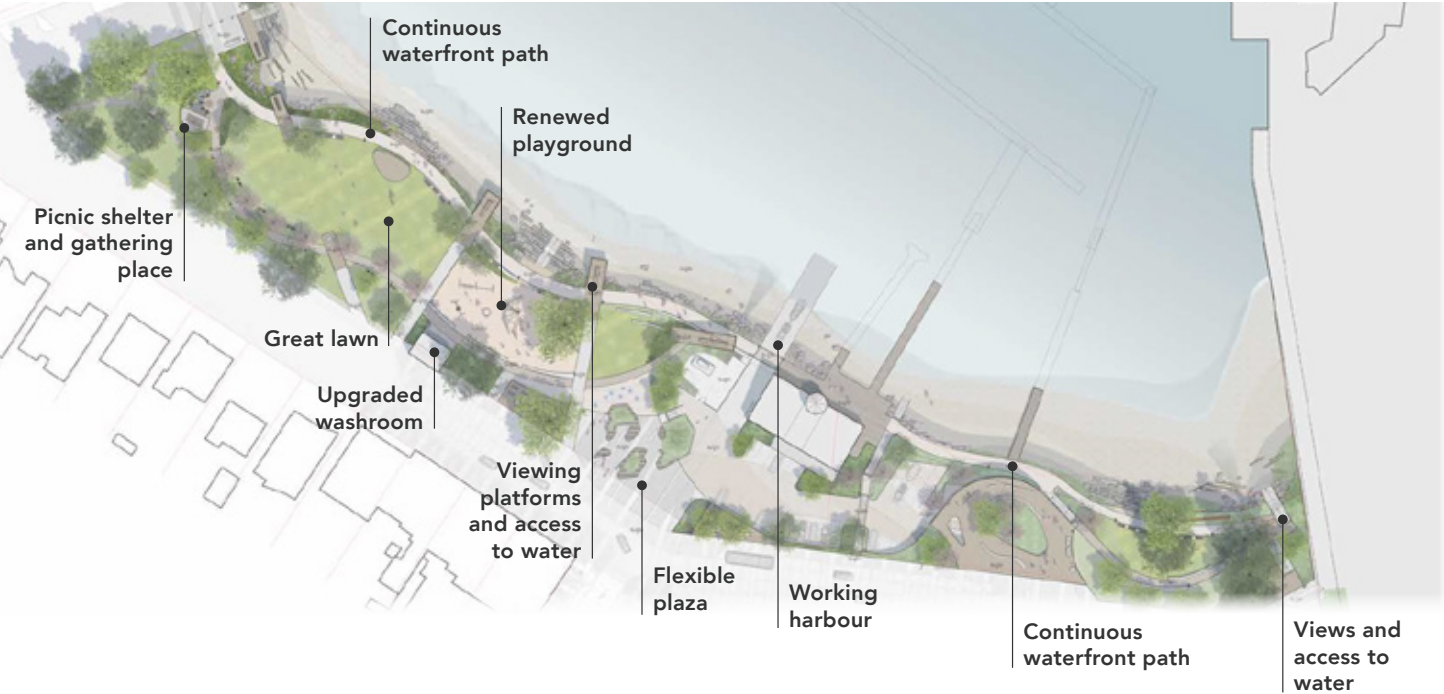 Continuous
waterfront path
Renewed
playground
Picnic shelter
and gathering
place
Great lawn
Upgraded
washroom
Viewing
platforms
and access
to water
Flexible
plaza
Working
harbour
Continuous
waterfront path
Views and
access to
water